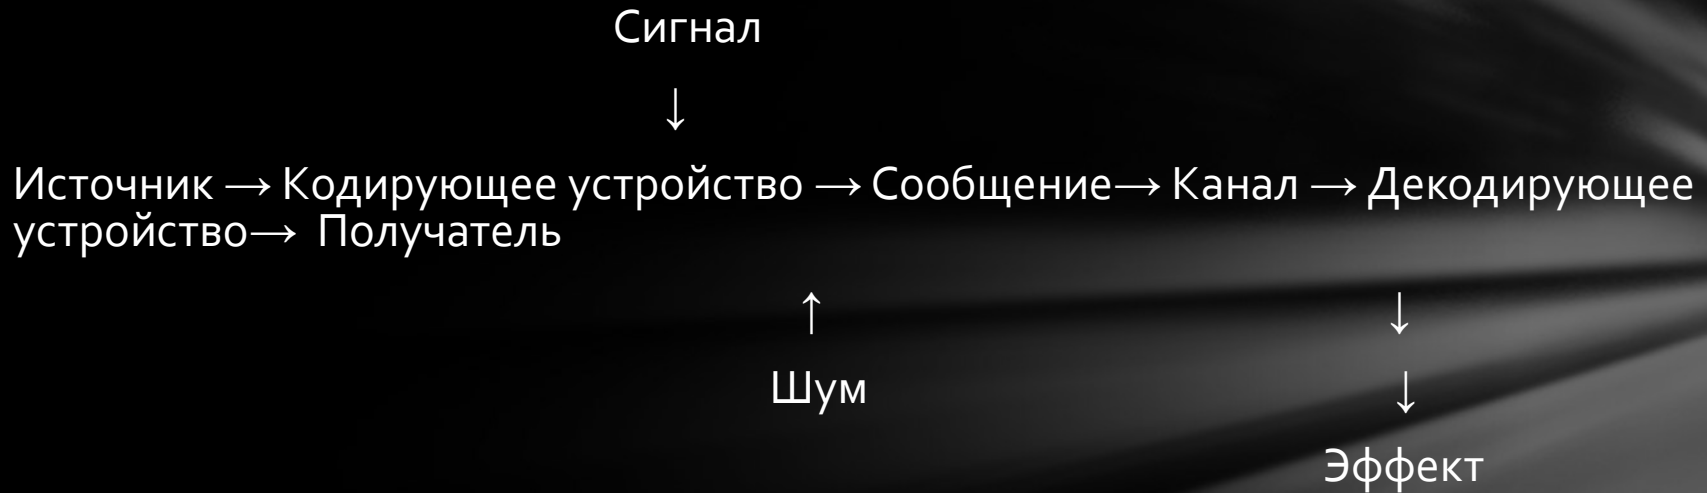 Сигнал
↓
Источник → Кодирующее устройство → Сообщение→ Канал → Декодирующее
устройство→ Получатель
↑ ↓
Шум ↓
Эффект